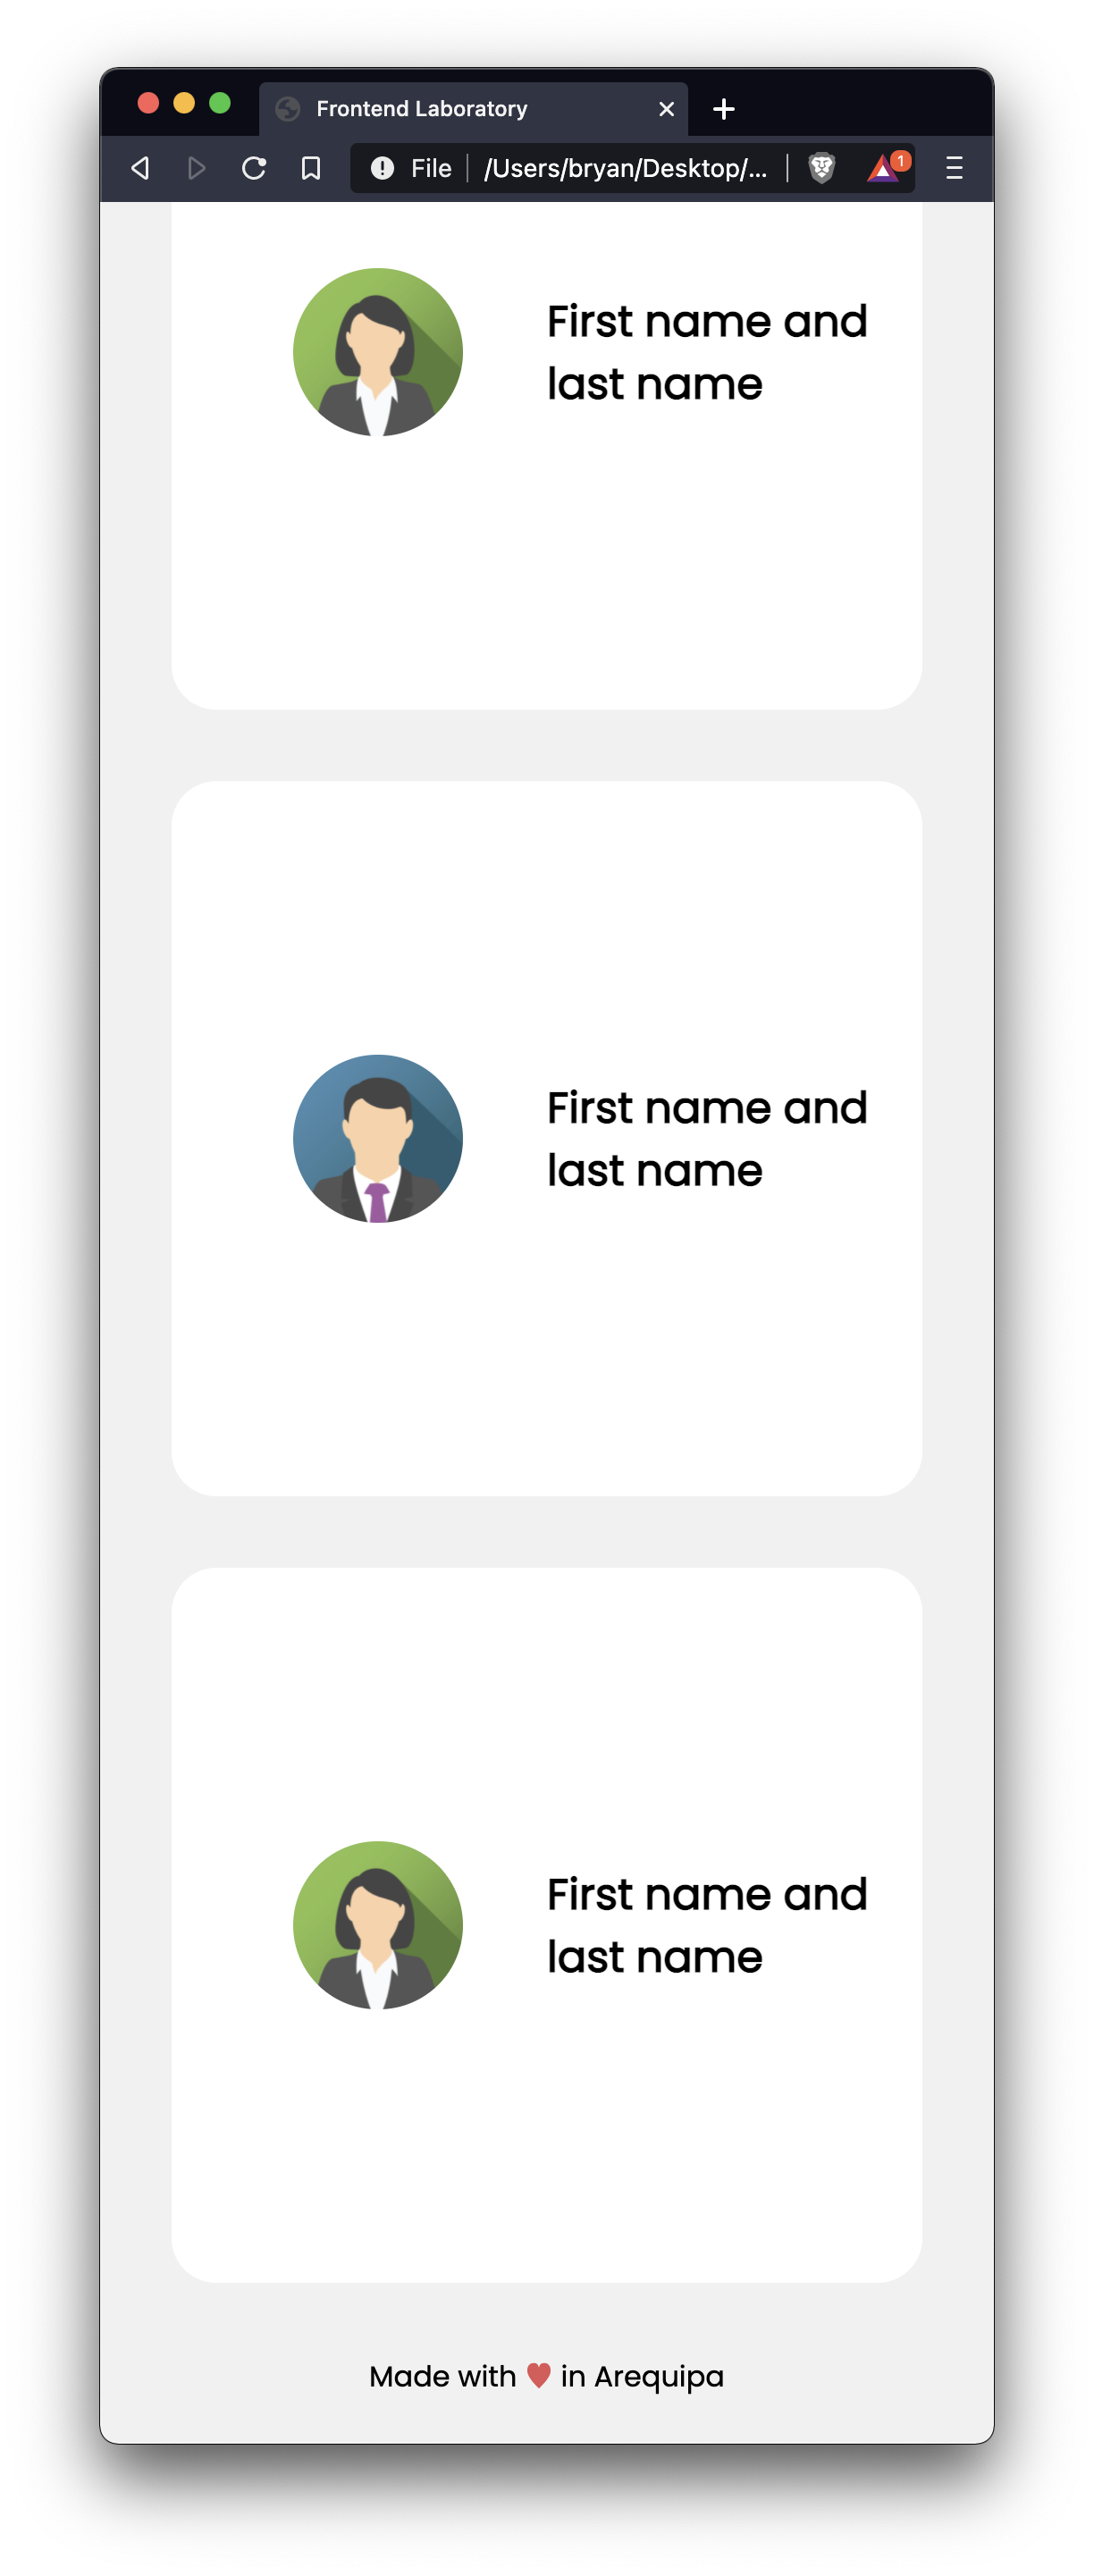 Frontend Laboratory
File /Users/bryan/Desktop/... 1
First name and
last name
First name and
last name
First name and
last name
Made with ♥ in Arequipa